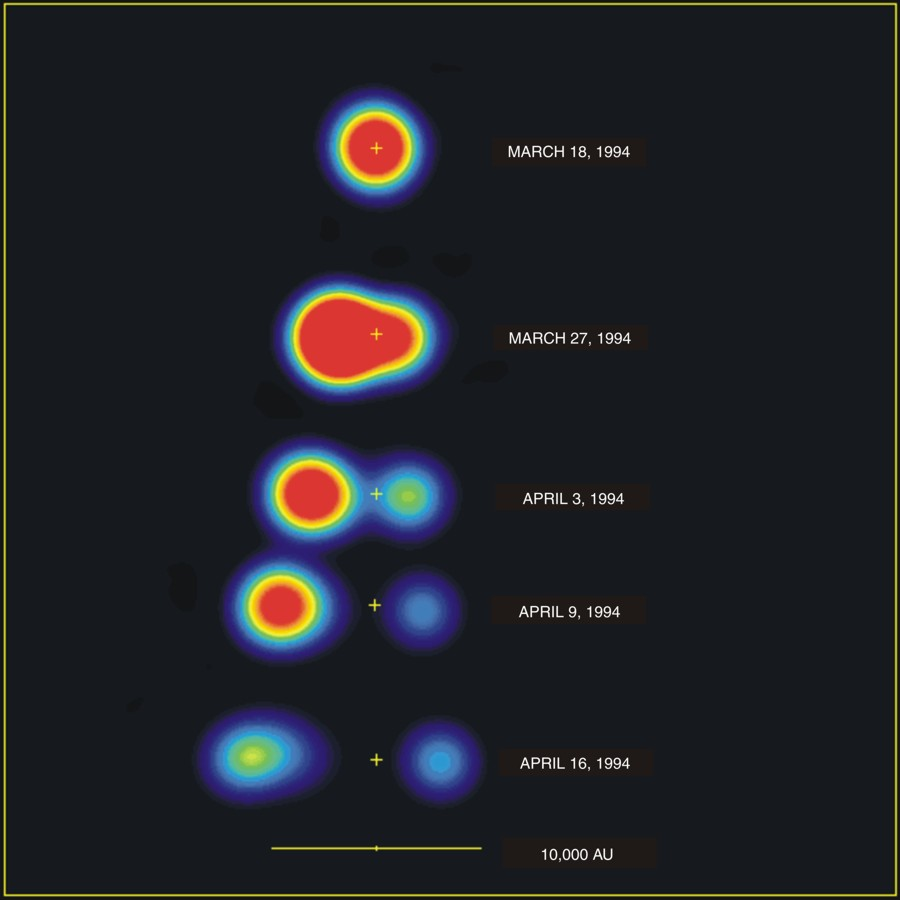 MARCH 18, 1994
MARCH 27, 1994
APRIL 3, 1994
APRIL 9, 1994
APRIL 16, 1994
10,000 AU